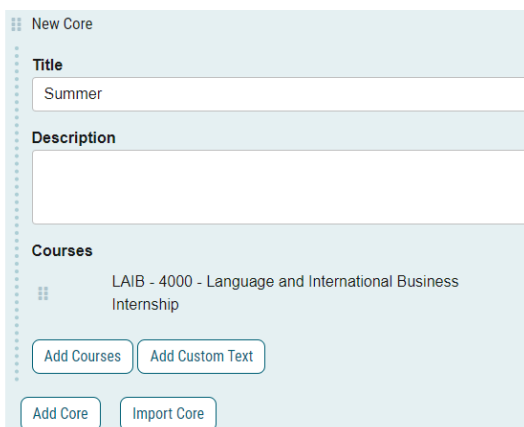 New Core
Title
Summer
Description
Courses
LAIB - 4000 - Language and International Business
Internship
Add Courses Add Custom Text
Add Core Import Core